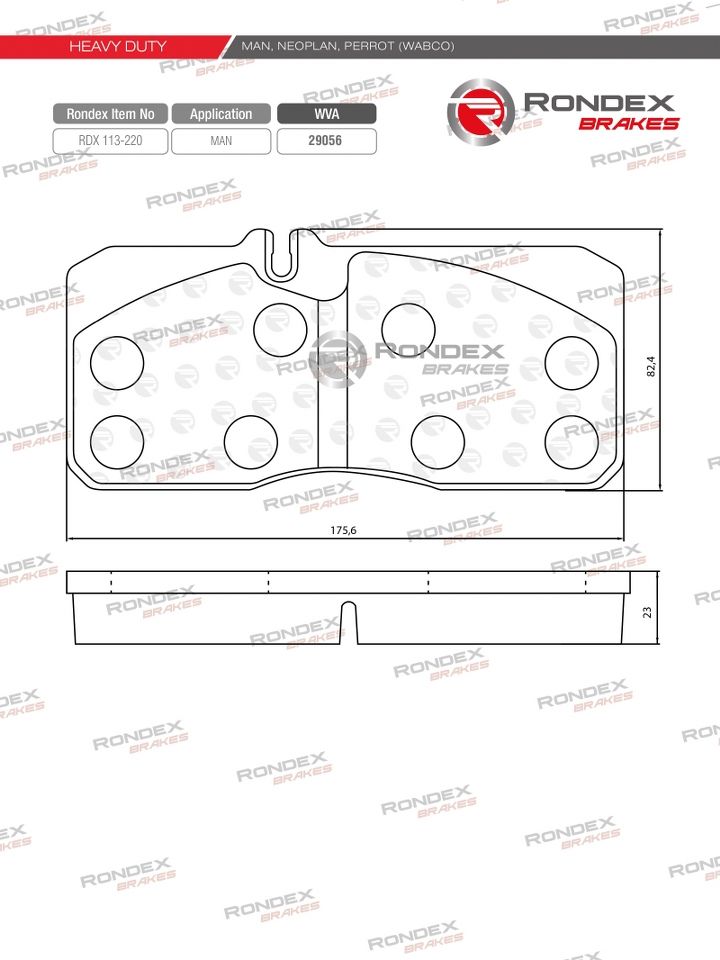 HEAVY DUTY MAN, NEOPLAN, PERROT (WABCO)
Rondex Item No Application WVA
RDX 113-220 MAN 29056
RONDEX
BRAKES
RONDEX
BRAKES
82,4
175,6
23